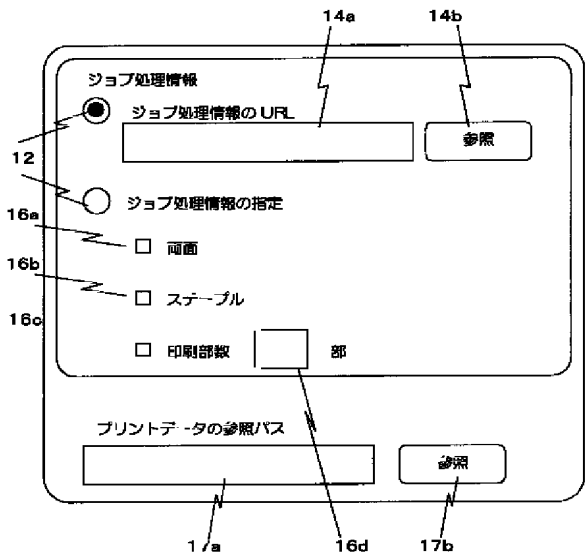 14a 14b
ジョブ処理情報
ジョブ処理情報の URL
参照
12
ジョブ処理情報の指定
16a
両面
16b
ステープル
16c
印刷部数 部
プリントデータの参照パス
参照
17a 16d 17b